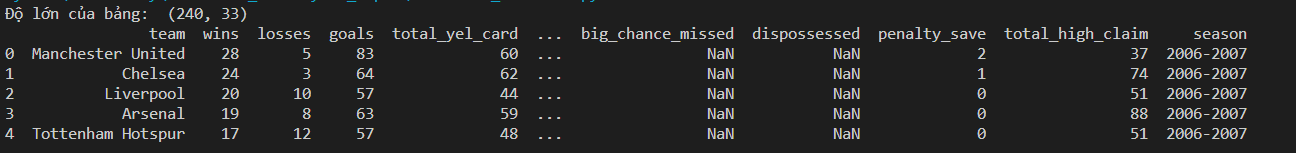 Độ lớn của bảng:  (240, 33)
                team  wins  losses  goals  total_yel_card  ...  big_chance_missed  dispossessed  penalty_save  total_high_claim     season
0  Manchester United    28       5     83              60  ...                NaN           NaN             2                37  2006-2007
1            Chelsea    24       3     64              62  ...                NaN           NaN             1                74  2006-2007
2          Liverpool    20      10     57              44  ...                NaN           NaN             0                51  2006-2007
3            Arsenal    19       8     63              59  ...                NaN           NaN             0                88  2006-2007
4  Tottenham Hotspur    17      12     57              48  ...                NaN           NaN             0                51  2006-2007